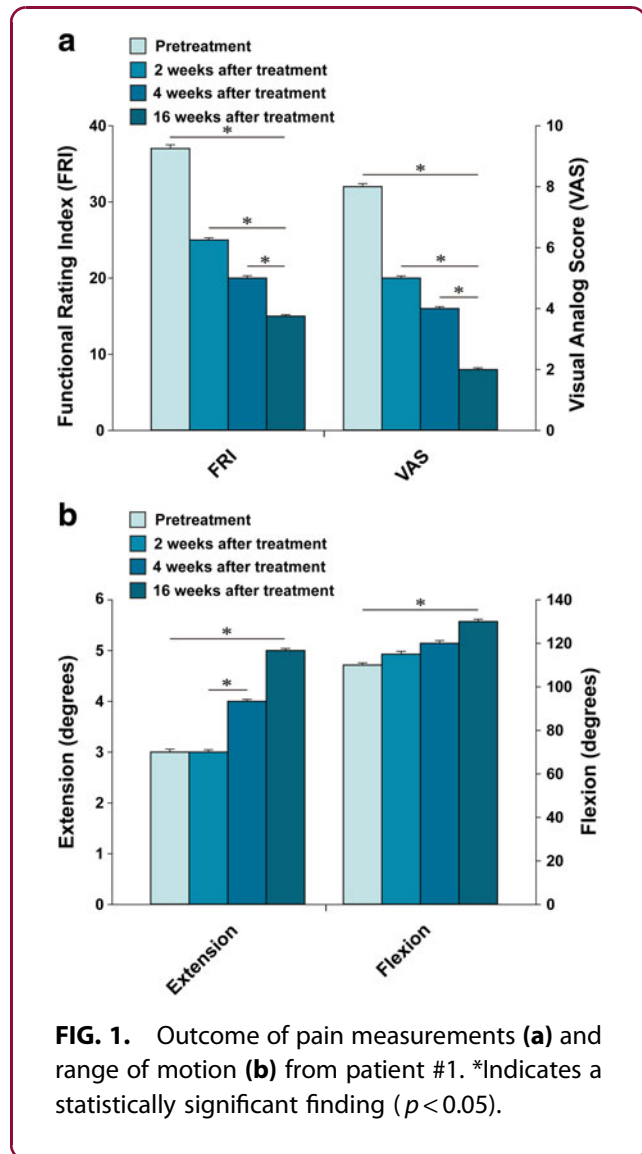 a
Pretreatment
2 weeks after treatment
4 weeks after treatment
16 weeks after treatment
Functional Rating Index (FRI)
40
30
20
10
0
*
*
*
*
*
*
10
8
6
4
2
0
Visual Analog Score (VAS)
FRI
VAS
b
Pretreatment
2 weeks after treatment
4 weeks after treatment
16 weeks after treatment
Extension (degrees)
6
5
4
3
2
1
0
*
*
*
140
120
100
80
60
40
20
0
Flexion (degrees)
Extension
Flexion
FIG. 1. Outcome of pain measurements (a) and
range of motion (b) from patient #1. *Indicates a
statistically significant finding (p<0.05).